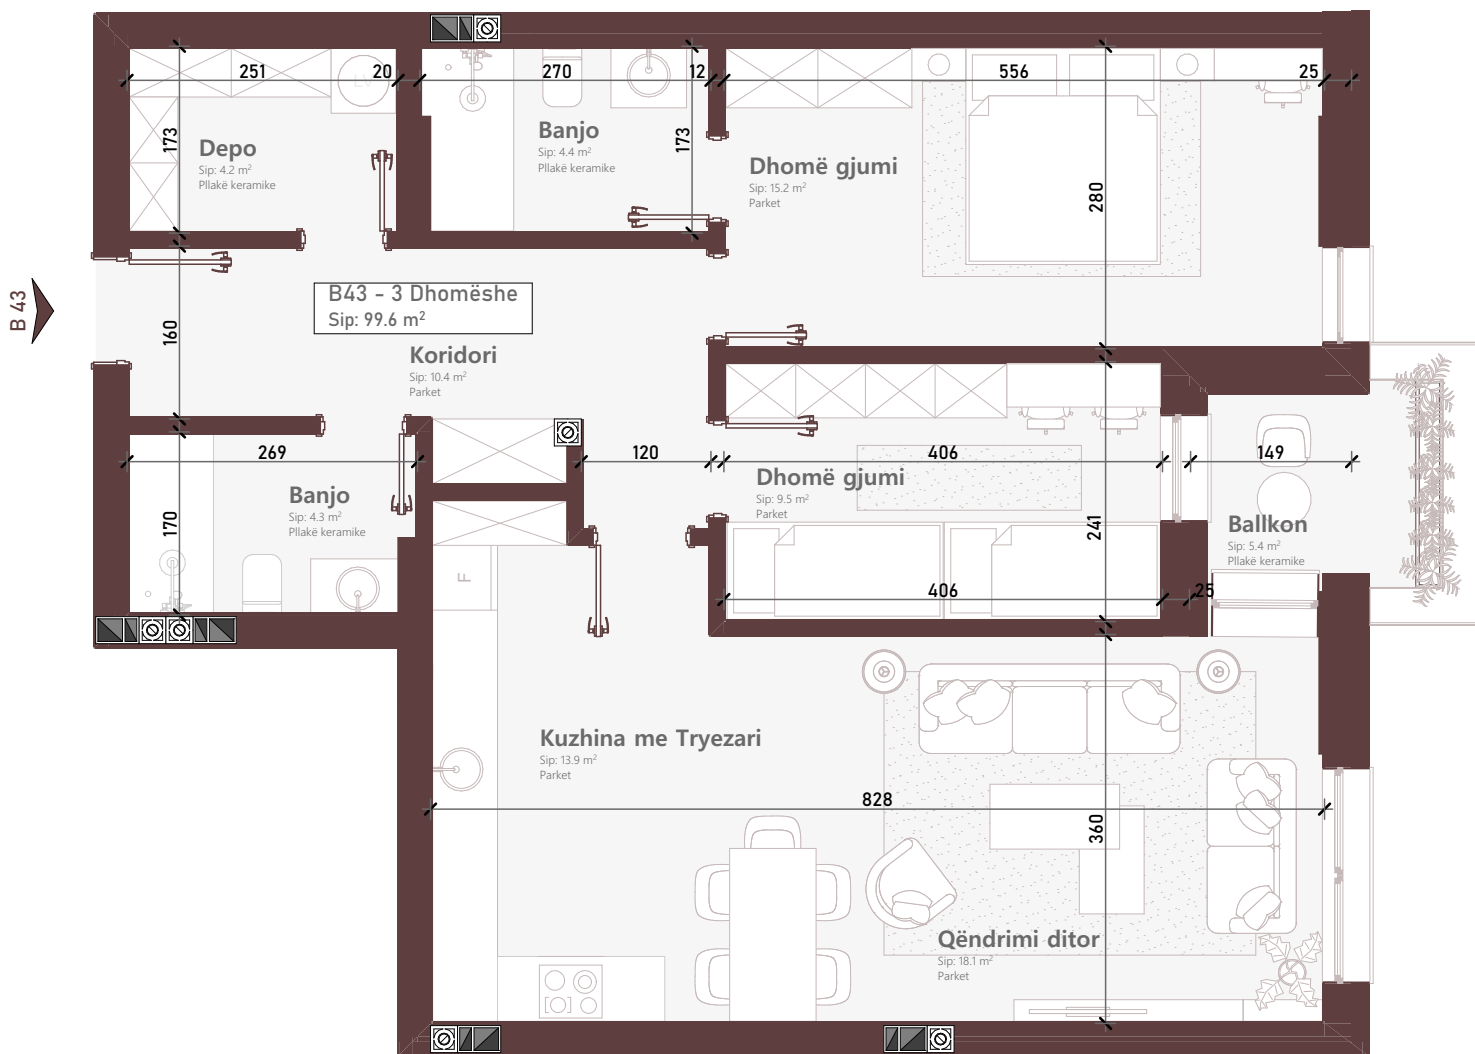 251
20
270
12
556
25
173
Depo
Sip: 4.2 m²
Pllakë keramike
Banjo
Sip: 4.4 m²
Pllakë keramike
173
Dhomë gjumi
Sip: 15.2 m²
Parket
280
B 43
B43 - 3 Dhomëshe
Sip: 99.6 m²
160
Koridori
Sip: 10.4 m²
Parket
269
120
406
149
Banjo
Sip: 4.3 m²
Pllakë keramike
170
Dhomë gjumi
Sip: 9.5 m²
Parket
241
Ballkon
Sip: 5.4 m²
Pllakë keramike
F
406
25
Kuzhina me Tryezari
Sip: 13.9 m²
Parket
828
360
Qëndrimi ditor
Sip: 18.1 m²
Parket